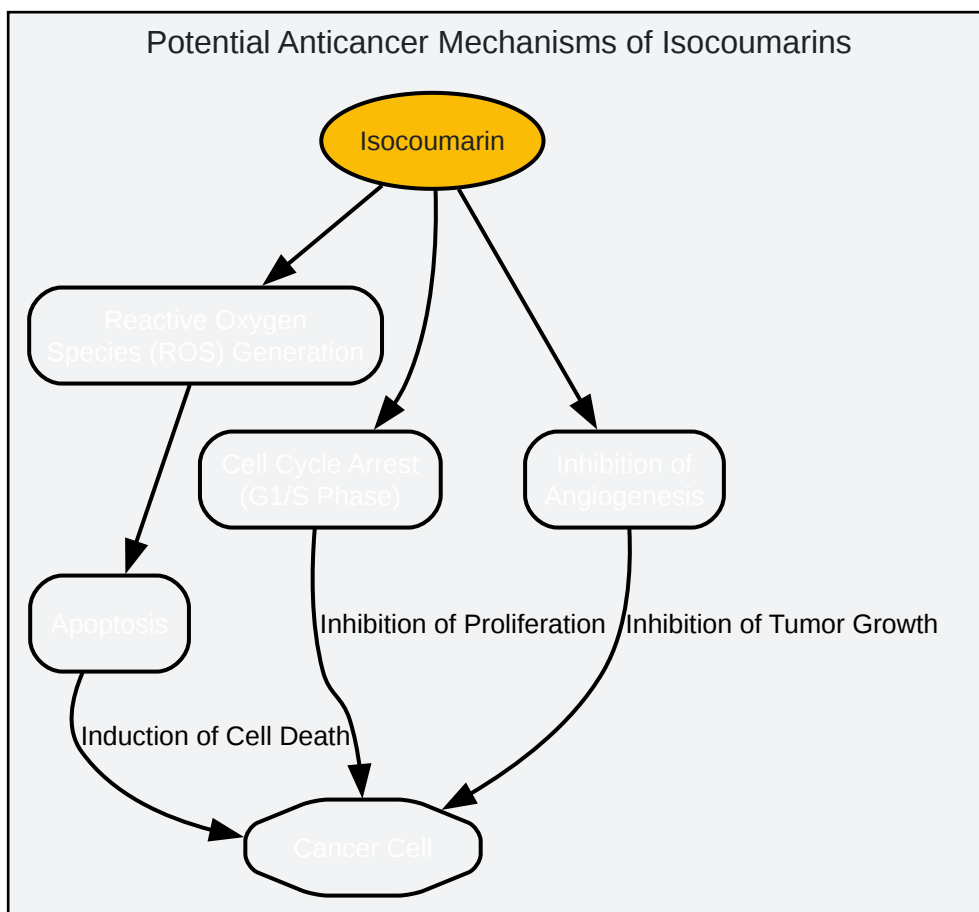 Potential Anticancer Mechanisms of Isocoumarins
Isocoumarin
Reactive Oxygen
Species (ROS) Generation
Cell Cycle Arrest
(G1/S Phase)
Inhibition of
Angiogenesis
Apoptosis
Inhibition of Proliferation
Inhibition of Tumor Growth
Induction of Cell Death
Cancer Cell